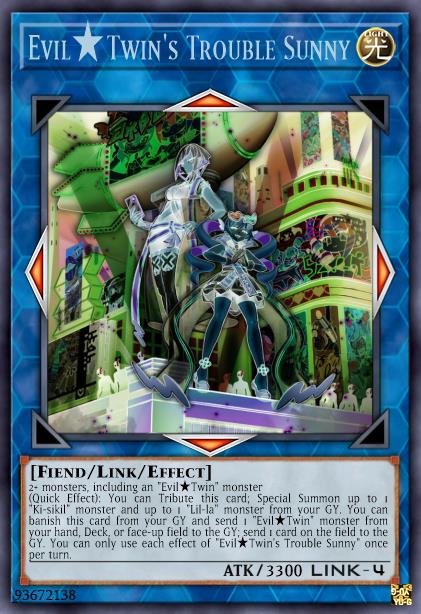 Evil★Twin's Trouble Sunny
LIGHT
光
[Fiend/Link/Effect]
2+ monsters, including an "Evil★Twin" monster
(Quick Effect): You can Tribute this card; Special Summon up to 1
"Ki-sikil" monster and up to 1 "Lil-la" monster from your GY. You can
banish this card from your GY and send 1 "Evil★Twin" monster from
your hand, Deck, or face-up field to the GY; send 1 card on the field to
the GY. You can only use each effect of "Evil★Twin's Trouble Sunny" once
per turn.
ATK/3300 LINK-4
93672138